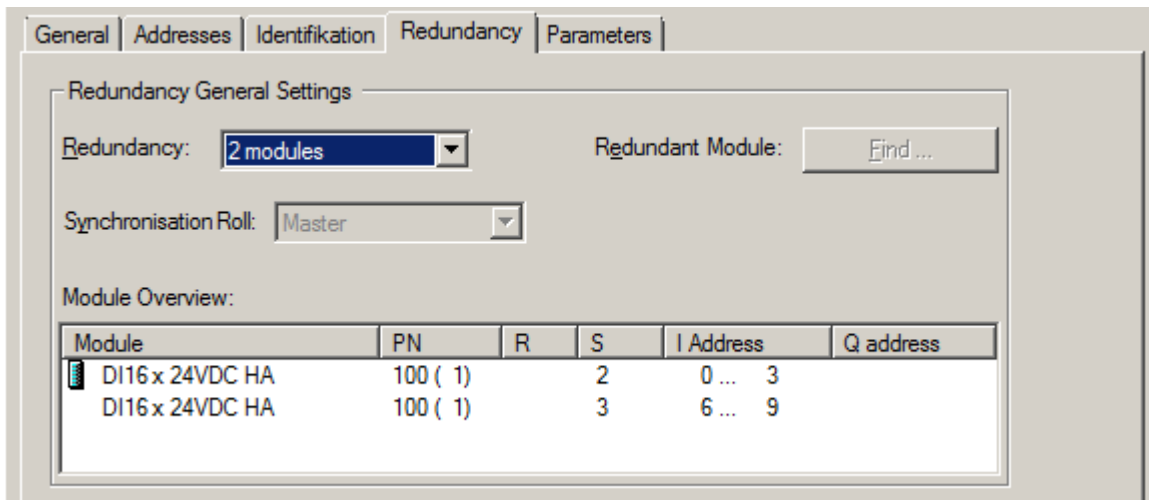 General Addresses Identifikation Redundancy Parameters
Redundancy General Settings
Redundancy: 2 modules Redundant Module: Find ...
Synchronisation Roll: Master
Module Overview:
Module PN R S I Address Q address
DI16 x 24VDC HA 100 ( 1) 2 0 ... 3
DI16 x 24VDC HA 100 ( 1) 3 6 ... 9